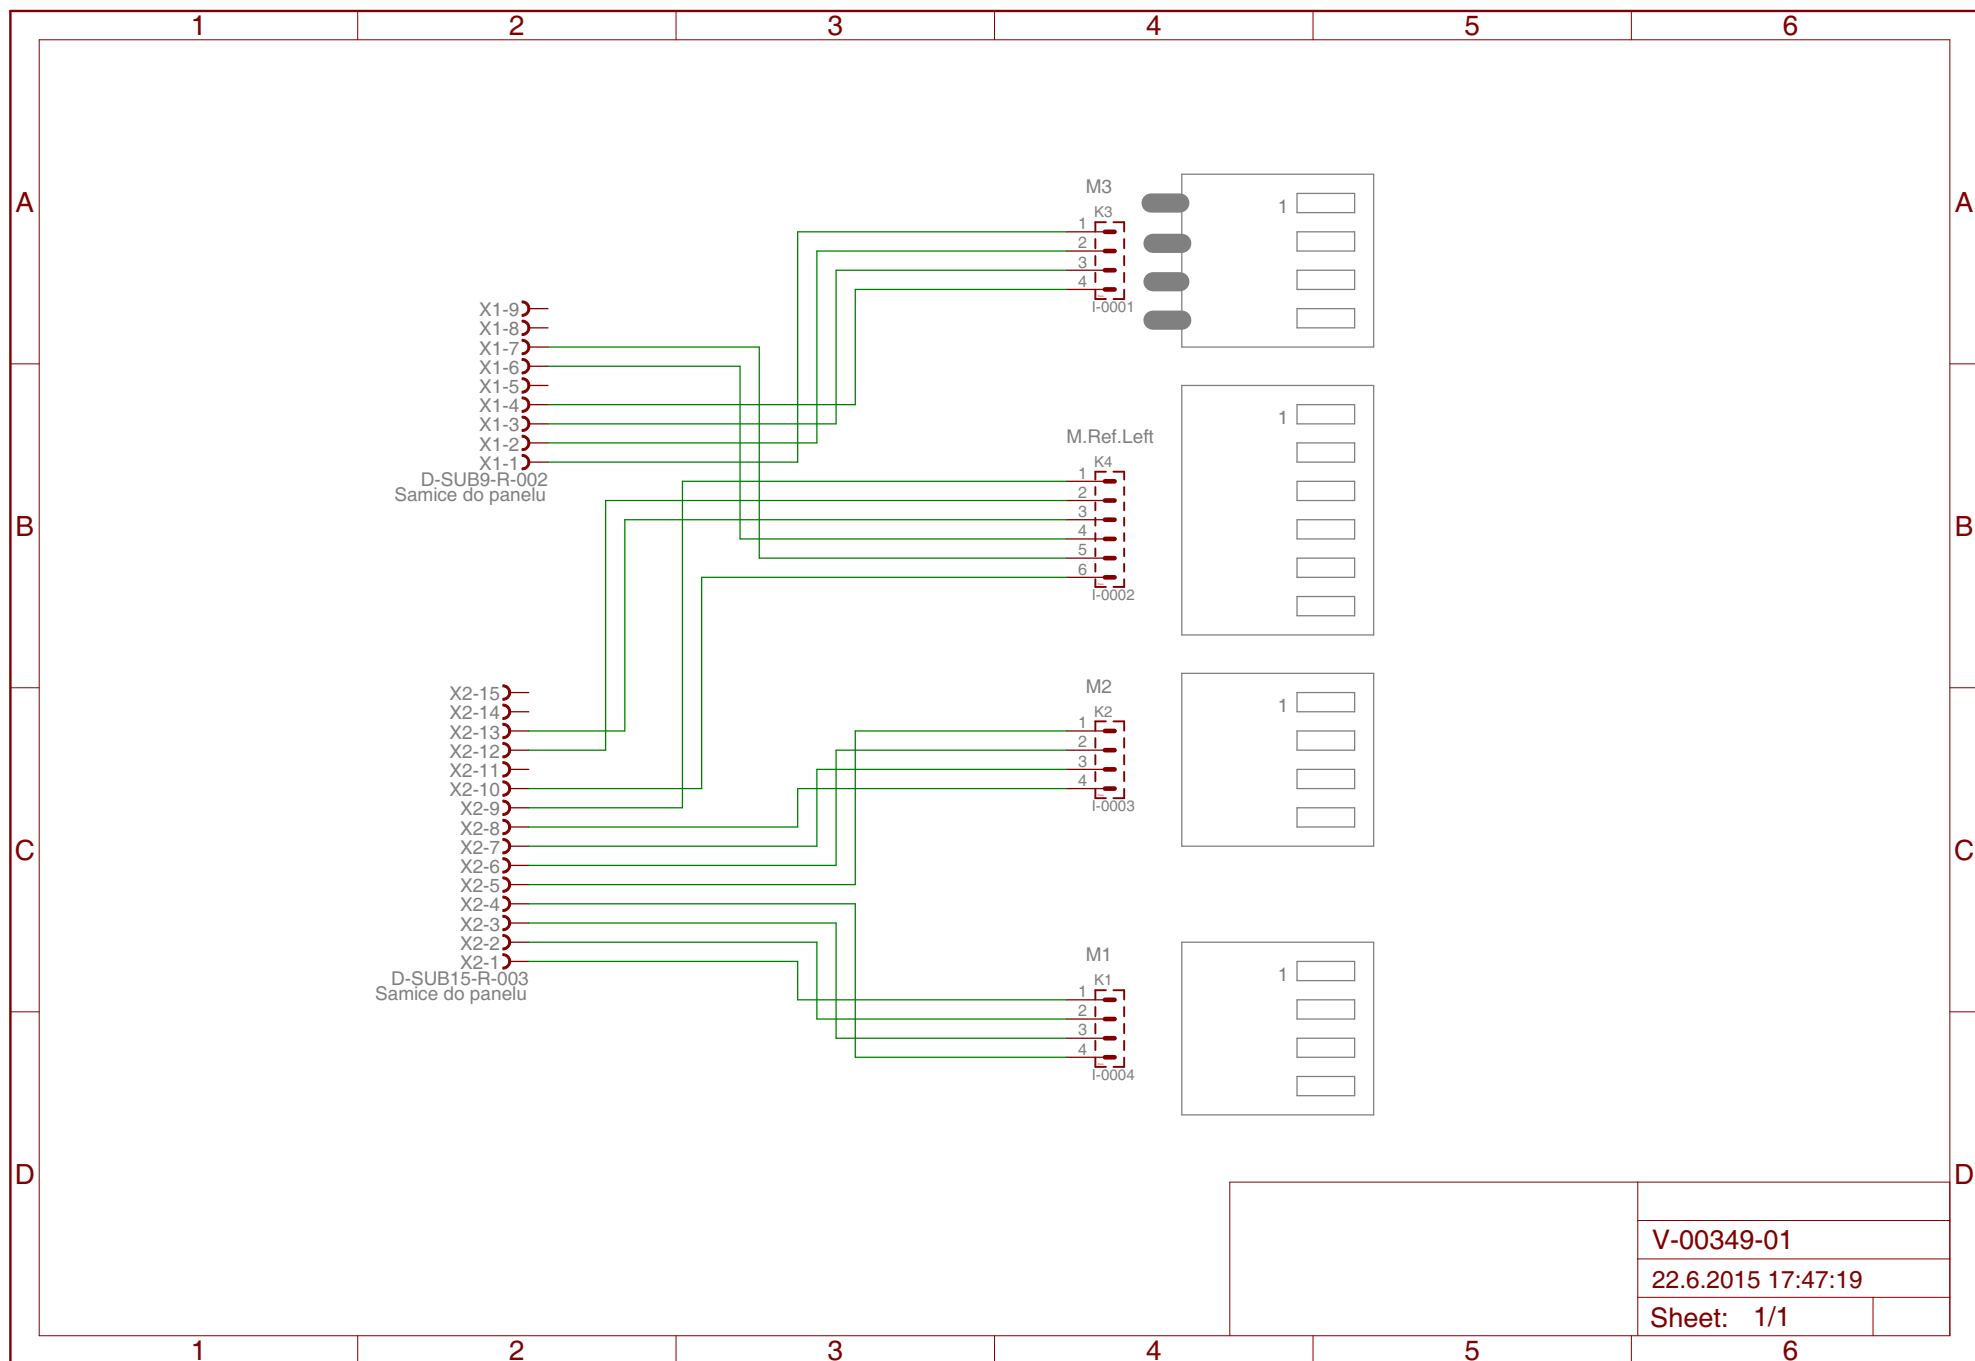 1 2 3 4 5 6
A A
M3
K3
1
2
3
4
I-0001
1
X1-9
X1-8
X1-7
X1-6
X1-5
X1-4
X1-3
X1-2
X1-1
D-SUB9-R-002
Samice do panelu
B B
M.Ref.Left
K4
1
2
3
4
5
6
I-0002
1
X2-15
X2-14
X2-13
X2-12
X2-11
X2-10
X2-9
X2-8
X2-7
X2-6
X2-5
X2-4
X2-3
X2-2
X2-1
D-SUB15-R-003
Samice do panelu
C C
M2
K2
1
2
3
4
I-0003
1
M1
K1
1
2
3
4
I-0004
1
D D
V-00349-01
22.6.2015 17:47:19
Sheet: 1/1
1 2 3 4 5 6